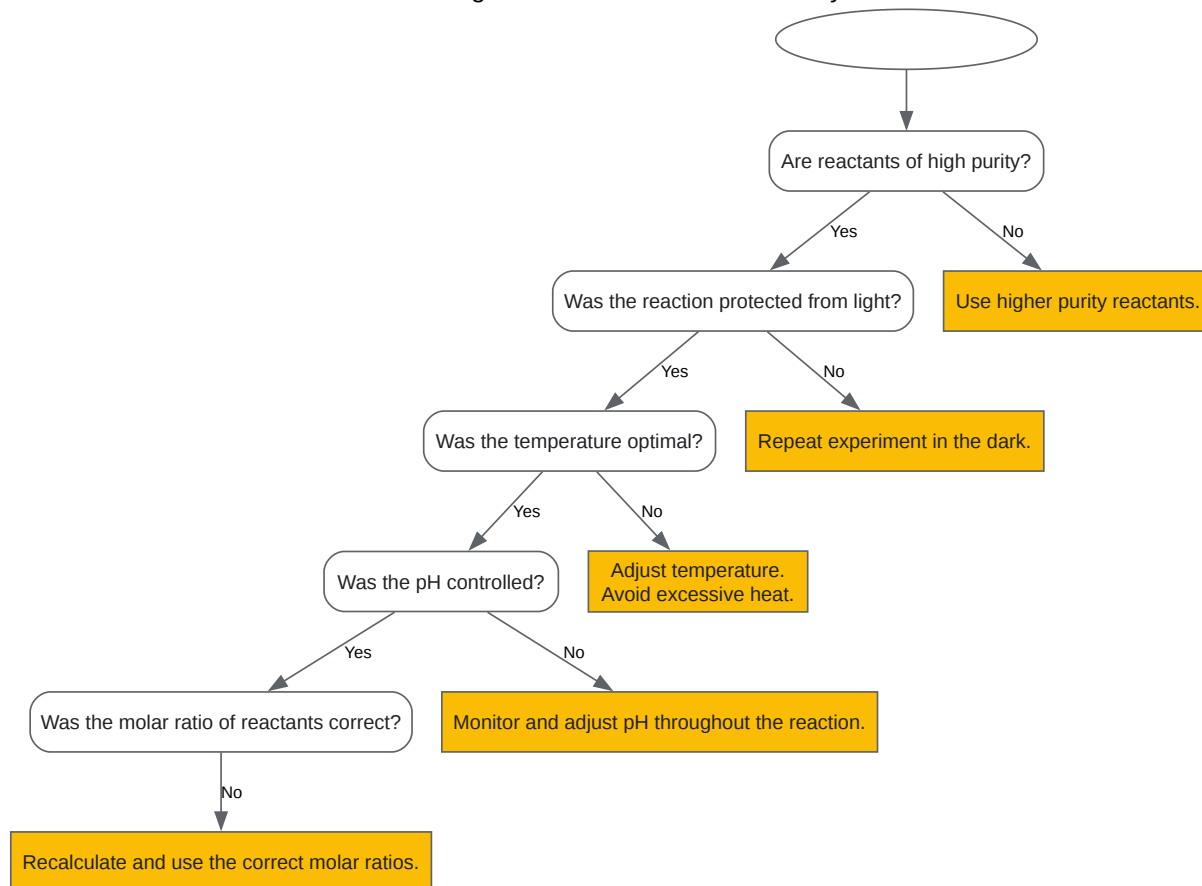 Are reactants of high purity?
Yes
No
Was the reaction protected from light?
Use higher purity reactants.
Yes
No
Was the temperature optimal?
Repeat experiment in the dark.
Yes
No
Was the pH controlled?
Adjust temperature.
Avoid excessive heat.
Yes
No
Was the molar ratio of reactants correct?
Monitor and adjust pH throughout the reaction.
No
Recalculate and use the correct molar ratios.